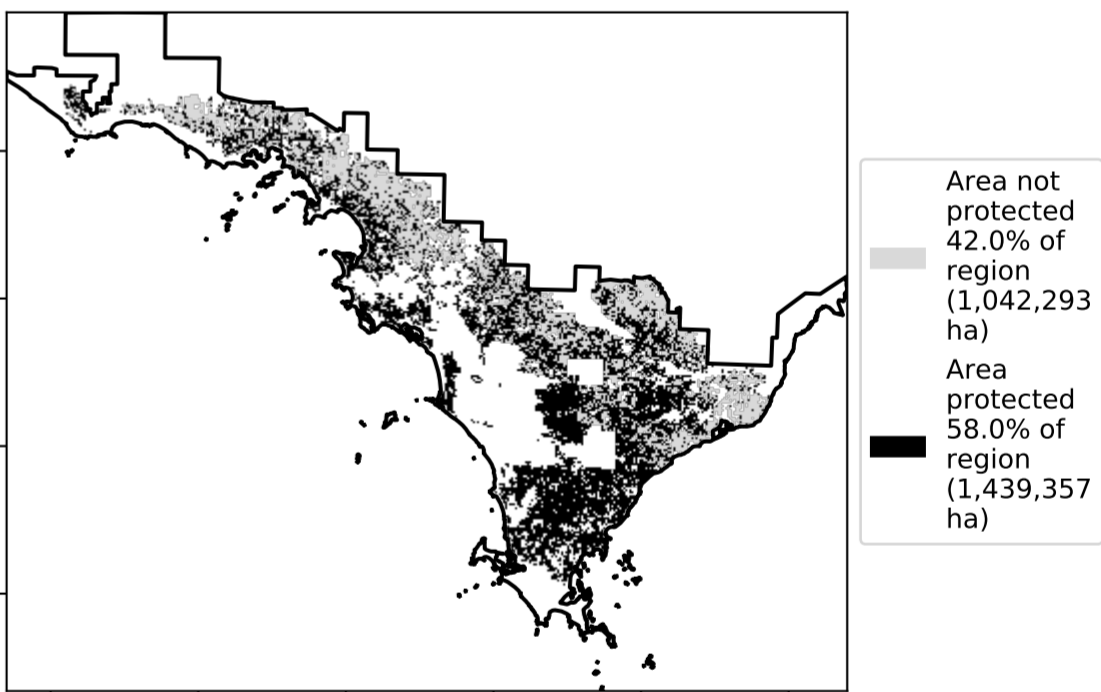 Area not
protected
42.0% of
region
(1,042,293
ha)
Area
protected
58.0% of
region
(1,439,357
ha)